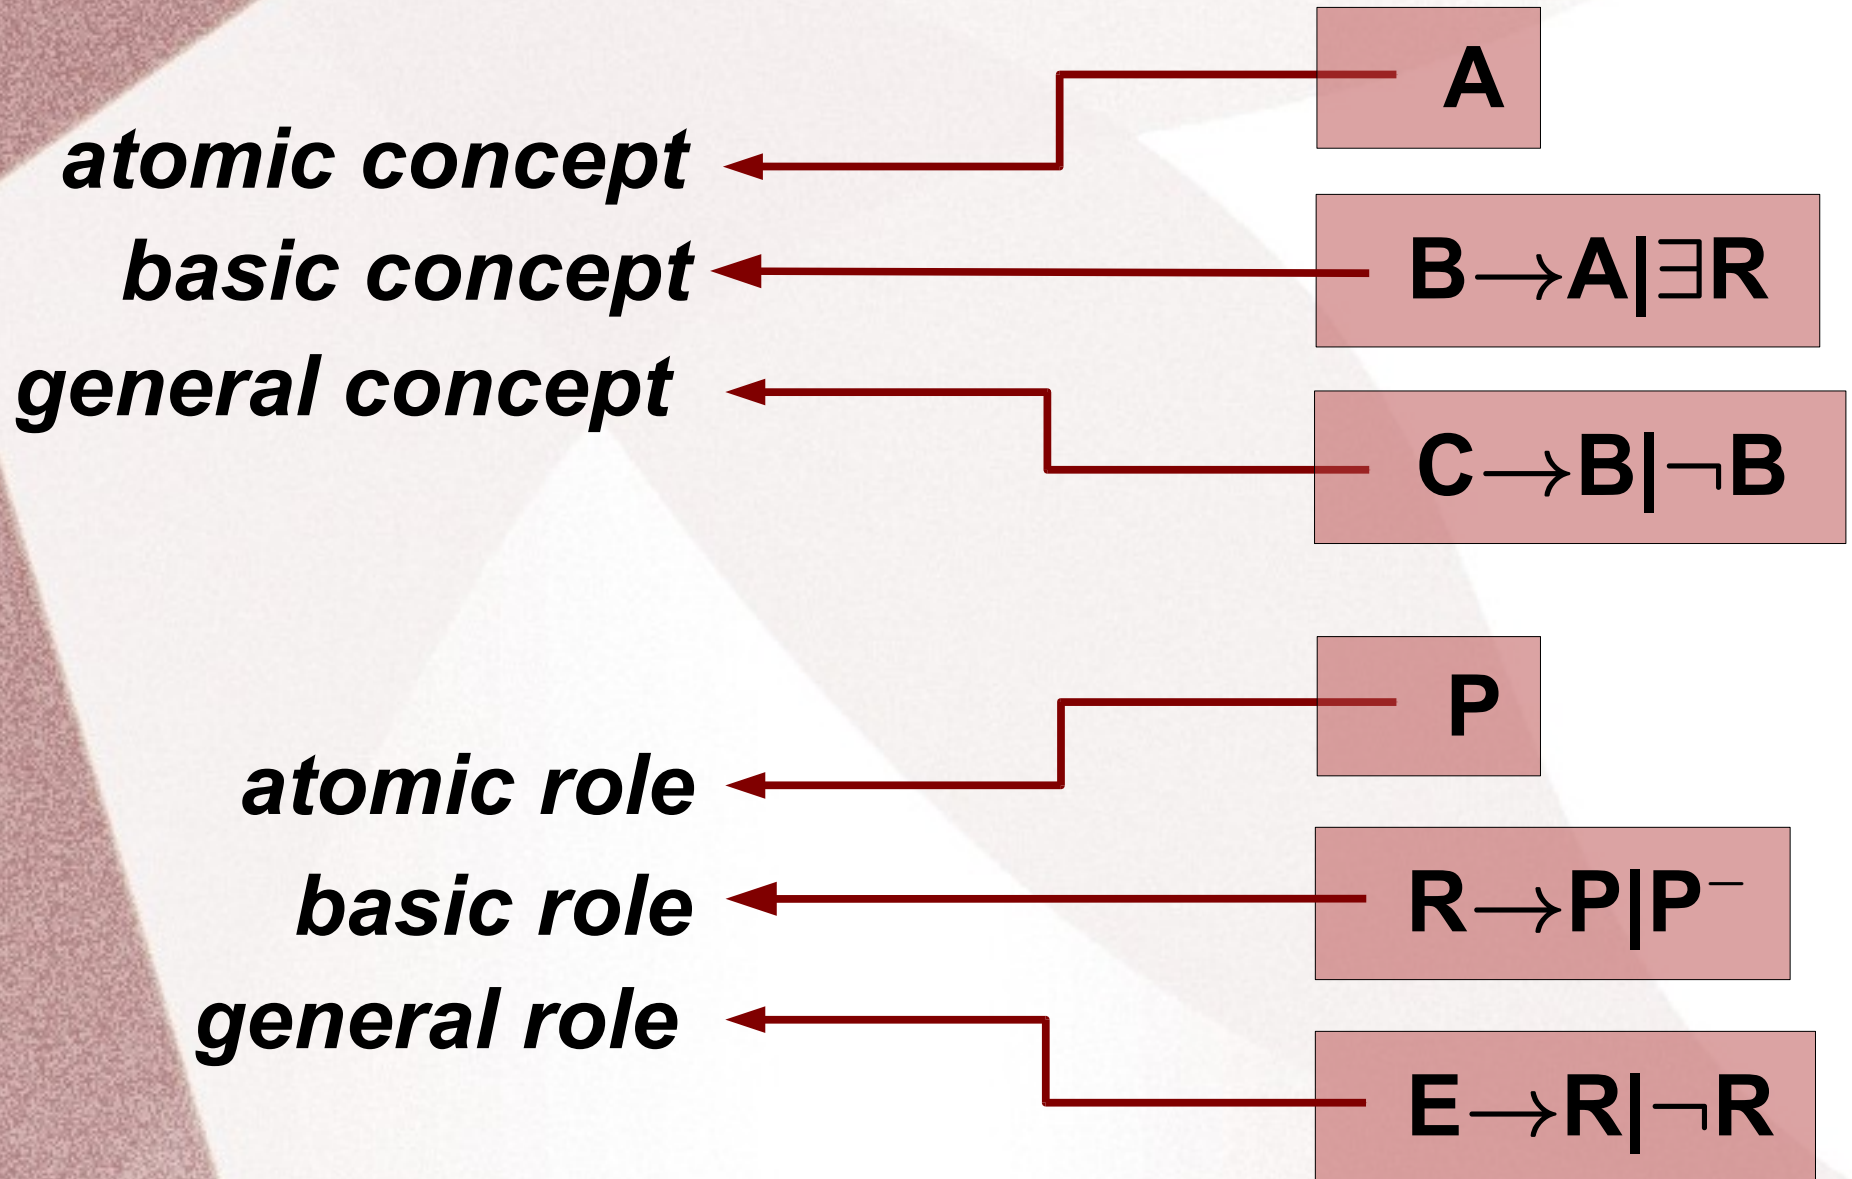 A
atomic concept
basic concept B→A|∃R
general concept
C→B|¬B
P
atomic role
basic role R→P|P⁻
general role
E→R|¬R